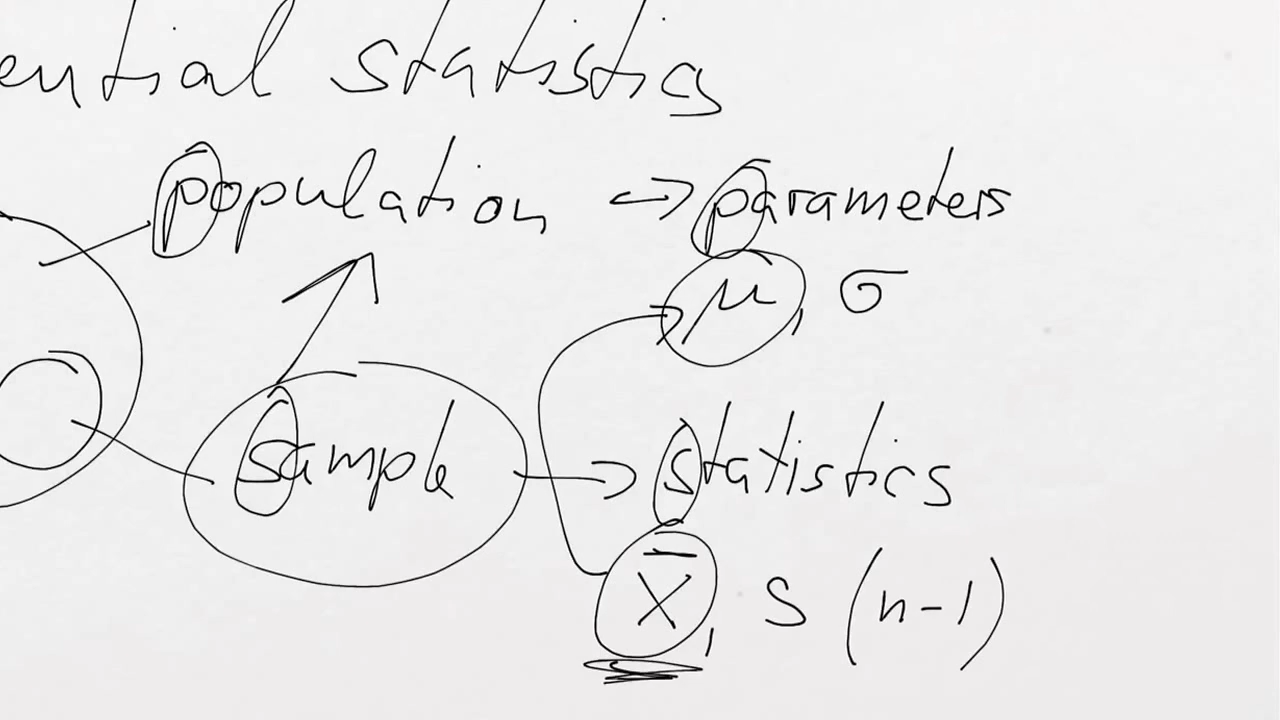 ential statistics
population ↔ parameters
μ, σ
sample → statistics
X̄, S (n-1)